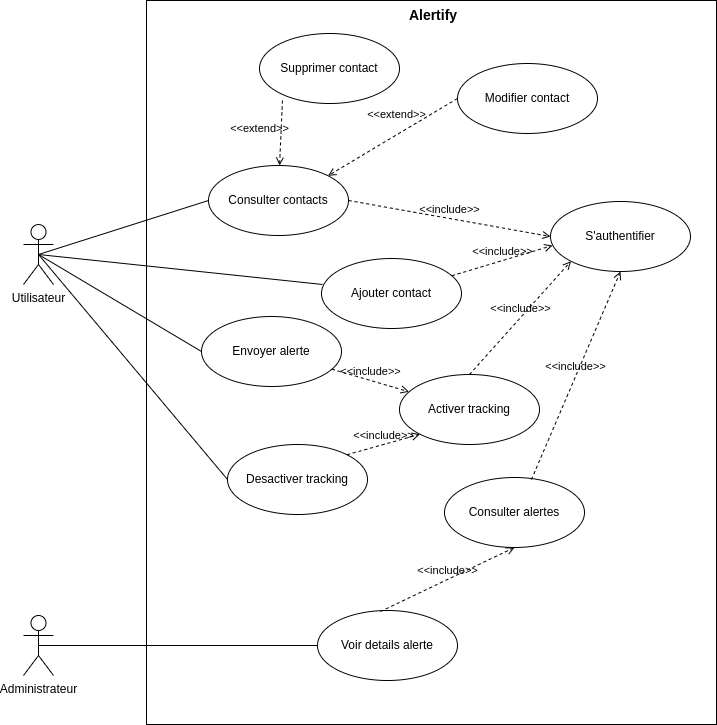 Alertify
Supprimer contact
Modifier contact
<<extend>>
<<extend>>
Consulter contacts
<<include>>
S'authentifier
<<include>>
Utilisateur
Ajouter contact
<<include>>
Envoyer alerte
<<include>>
<<include>>
Activer tracking
<<include>>
Desactiver tracking
Consulter alertes
<<include>>
Voir details alerte
Administrateur